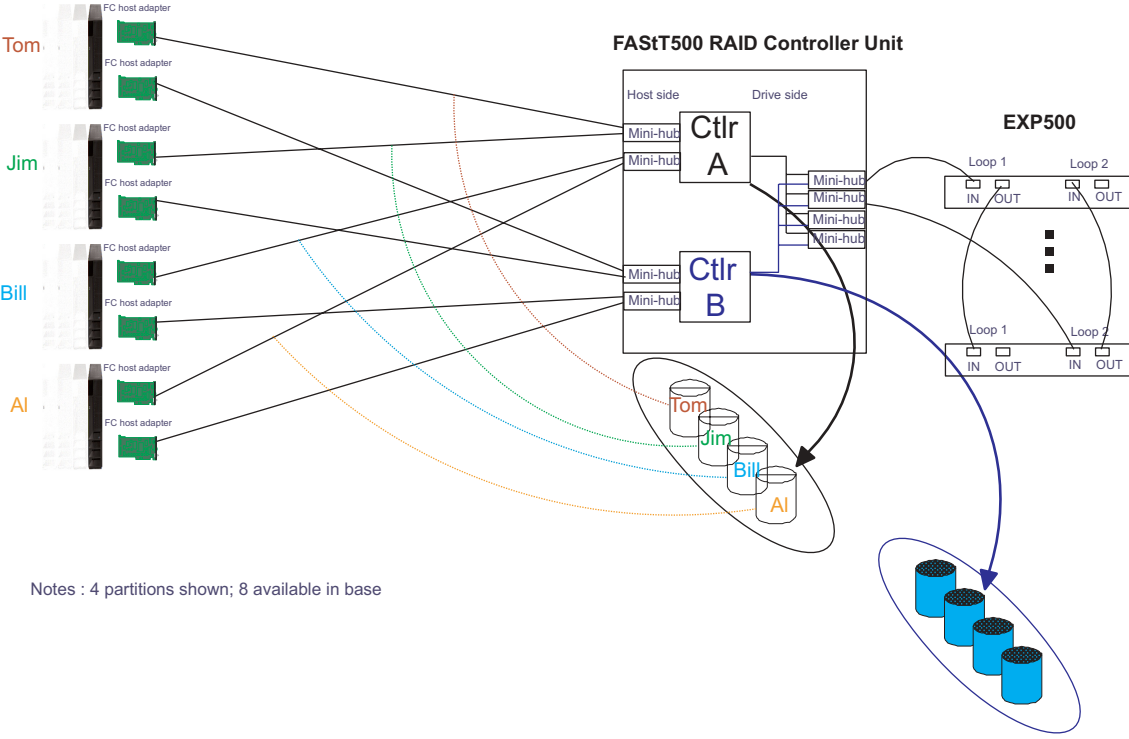 FC host adapter
Tom
FC host adapter
FC host adapter
Jim
FC host adapter
FC host adapter
Bill
FC host adapter
FC host adapter
Al
FC host adapter
FAStT500 RAID Controller Unit
Host side
Drive side
Mini-hub
Mini-hub
Ctlr
A
Mini-hub
Mini-hub
Mini-hub
Mini-hub
Mini-hub
Mini-hub
Ctlr
B
EXP500
Loop 1
Loop 2
IN
OUT
IN
OUT
Loop 1
Loop 2
IN
OUT
IN
OUT
Tom
Jim
Bill
Al
Notes : 4 partitions shown; 8 available in base